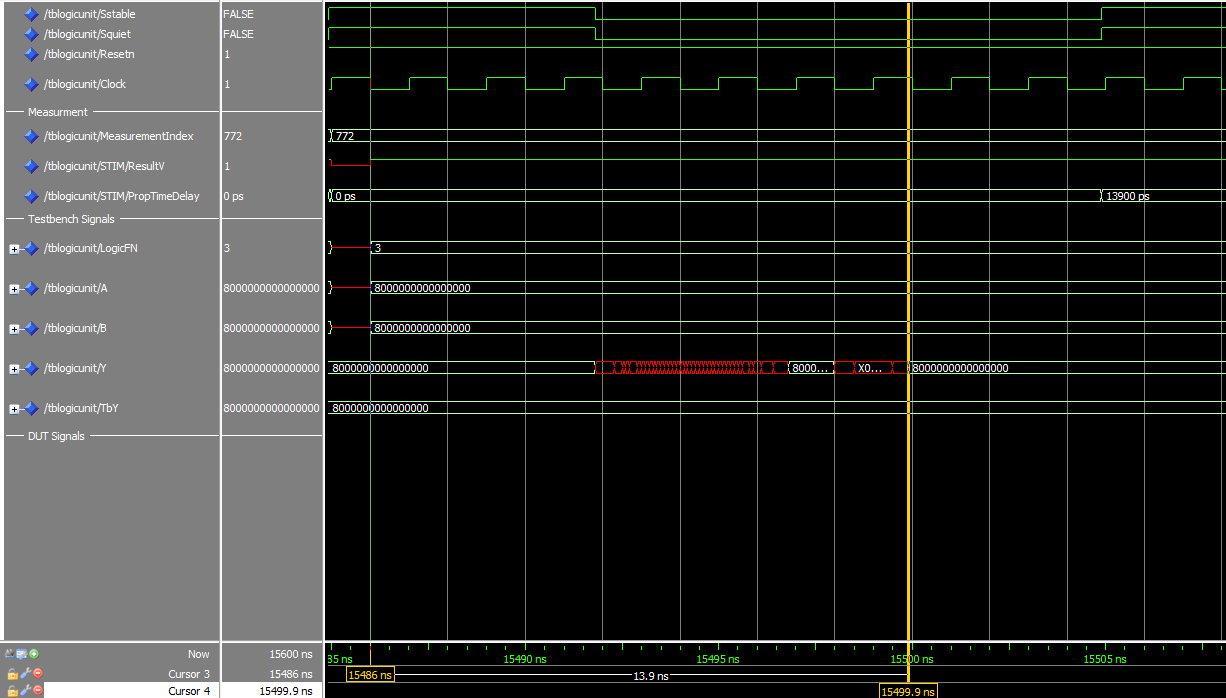 /tblogicunit/Sstable FALSE
/tblogicunit/Squiet FALSE
/tblogicunit/Resetn 1
/tblogicunit/Clock 1
Measurment
/tblogicunit/MeasurementIndex 772 772
/tblogicunit/STIM/ResultV 1
/tblogicunit/STIM/PropTimeDelay 0 ps 0 ps 13900 ps
Testbench Signals
/tblogicunit/LogicFN 3 3
/tblogicunit/A 8000000000000000 8000000000000000
/tblogicunit/B 8000000000000000 8000000000000000
/tblogicunit/Y 8000000000000000 8000000000000000 8000... X0... 8000000000000000
/tblogicunit/TbY 8000000000000000 8000000000000000
DUT Signals
Now 15600 ns 85 ns 15490 ns 15495 ns 15500 ns 15505 ns
Cursor 3 15486 ns 15486 ns 13.9 ns
Cursor 4 15499.9 ns 15499.9 ns